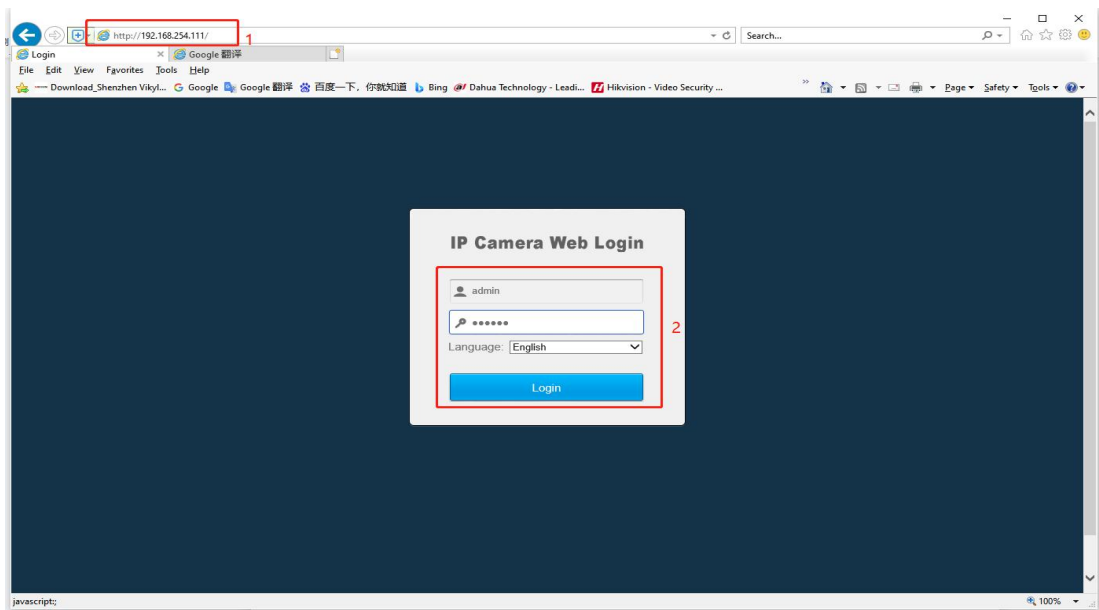 http://192.168.254.111/
1
Search...
Login
Google 翻译
File Edit View Favorites Tools Help
Download_Shenzhen Vikyl... Google Google 翻译 百度一下，你就知道 Bing Dahua Technology - Leadi... Hikvision - Video Security ...
Page Safety Tools
IP Camera Web Login
admin
••••••
2
Language: English
Login
javascript:;
100%